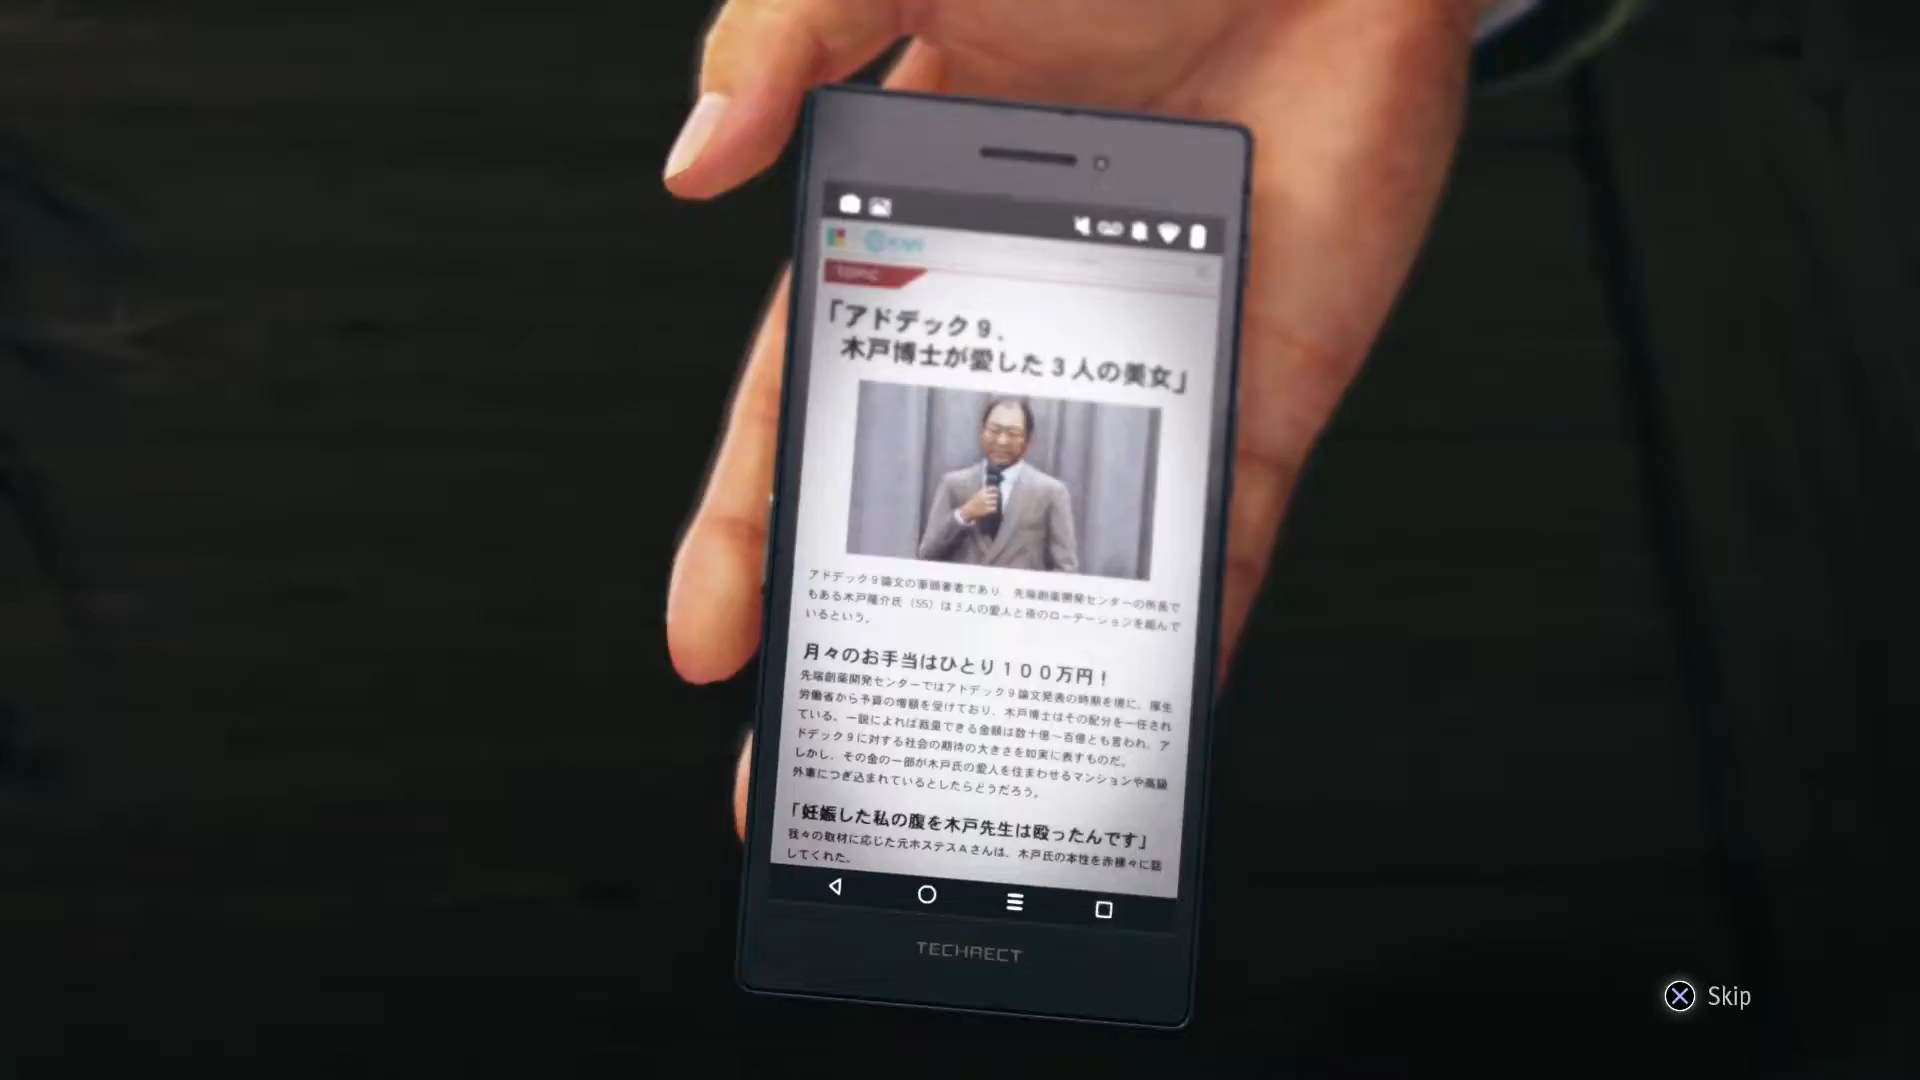 TOPIC
「アドデック９、
木戸博士が愛した３人の美女」
アドデック９論文の筆頭著者であり、先端創薬開発センターの所長で
もある木戸隆介氏（55）は３人の愛人と夜のローテーションを組んで
いるという。
月々のお手当はひとり１００万円！
先端創薬開発センターではアドデック９論文発表の時期を境に、厚生
労働省から予算の増額を受けており、木戸博士はその配分を一任され
ている。一説によれば裁量できる金額は数十億〜百億とも言われ、ア
ドデック９に対する社会の期待の大きさを如実に表すものだ。
しかし、その金の一部が木戸氏の愛人を住まわせるマンションや高級
外車につぎ込まれているとしたらどうだろう。
「妊娠した私の腹を木戸先生は殴ったんです」
我々の取材に応じた元ホステスAさんは、木戸氏の本性を赤裸々に話
してくれた。
TECHRECT
Skip